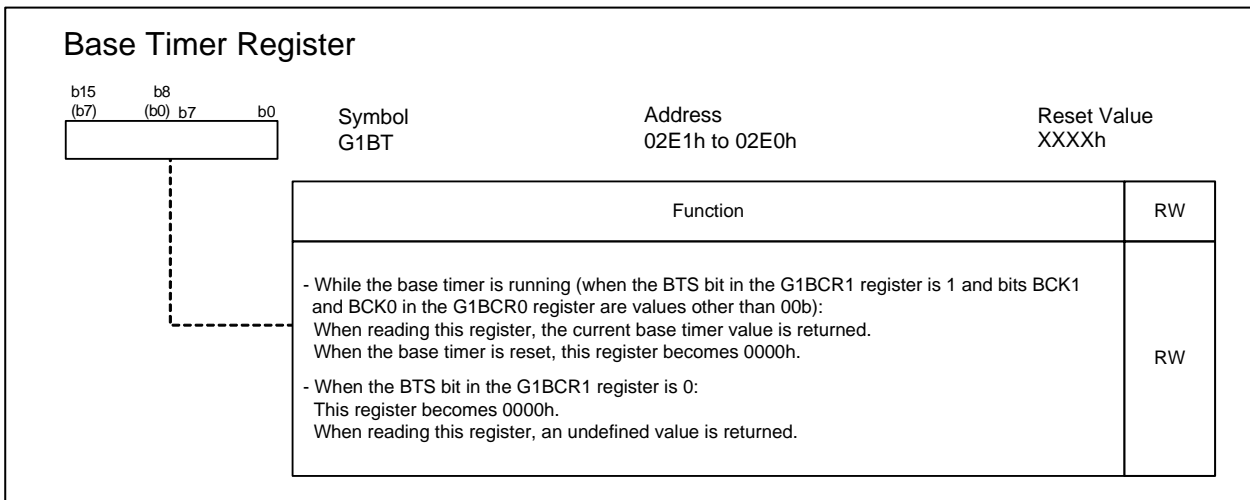 Base Timer Register
b15 b8
(b7) (b0) b7 b0
Symbol Address Reset Value
G1BT 02E1h to 02E0h XXXXh
Function RW
- While the base timer is running (when the BTS bit in the G1BCR1 register is 1 and bits BCK1
and BCK0 in the G1BCR0 register are values other than 00b):
When reading this register, the current base timer value is returned.
When the base timer is reset, this register becomes 0000h.
RW
- When the BTS bit in the G1BCR1 register is 0:
This register becomes 0000h.
When reading this register, an undefined value is returned.